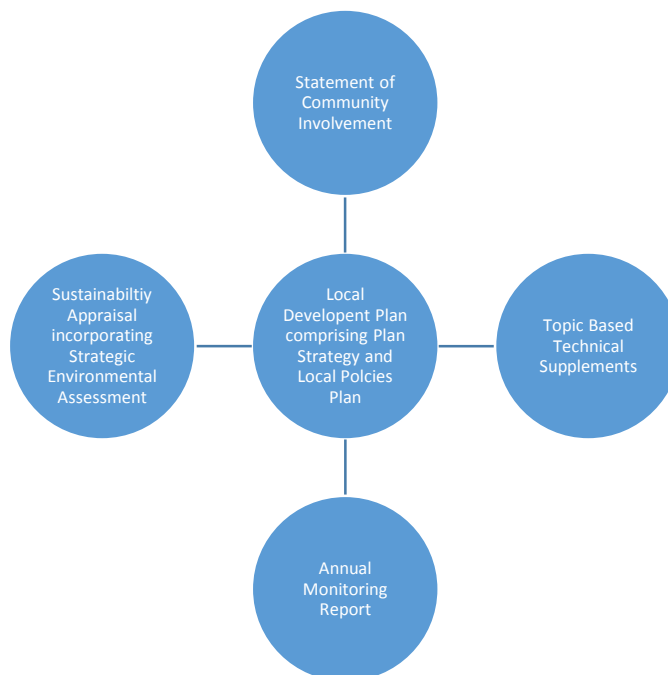 Statement of
Community
Involvement
Sustainabiltiy
Appraisal
incorporating
Strategic
Environmental
Assessment
Local
Developent Plan
comprising Plan
Strategy and
Local Polcies
Plan
Topic Based
Technical
Supplements
Annual
Monitoring
Report